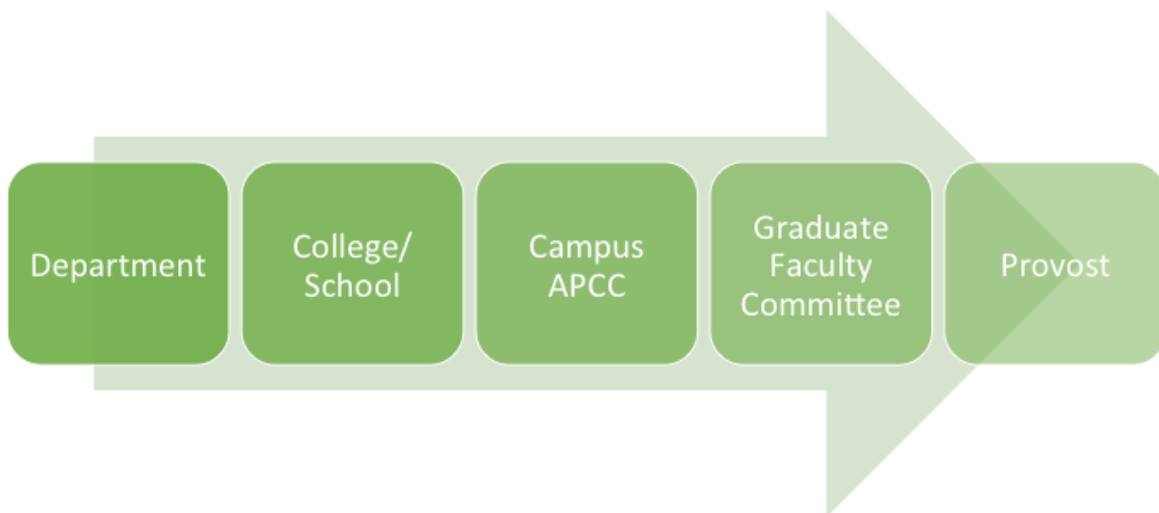 Department
College/
School
Campus
APCC
Graduate
Faculty
Committee
Provost